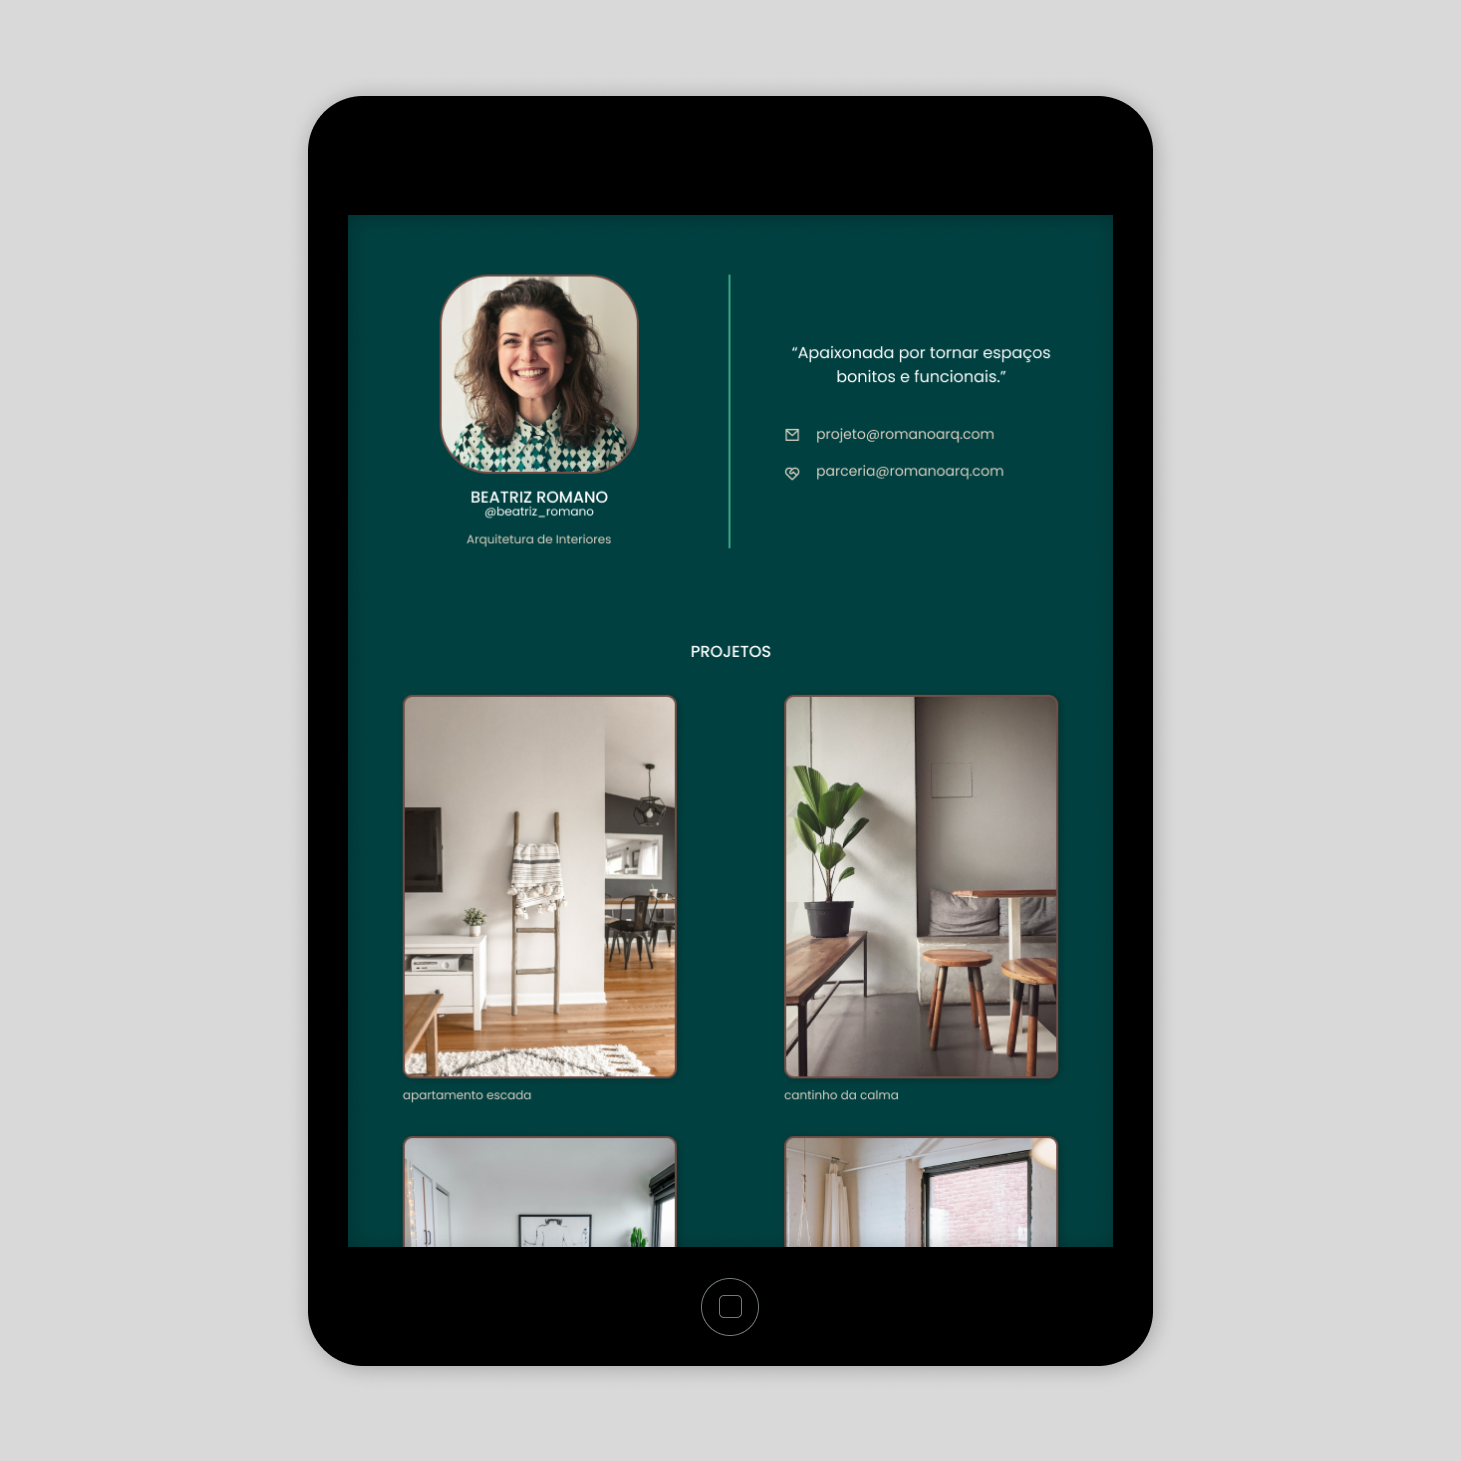 BEATRIZ ROMANO
@beatriz_romano
Arquitetura de Interiores
“Apaixonada por tornar espaços
bonitos e funcionais.”
projeto@romanoarq.com
parceria@romanoarq.com
PROJETOS
apartamento escada
cantinho da calma